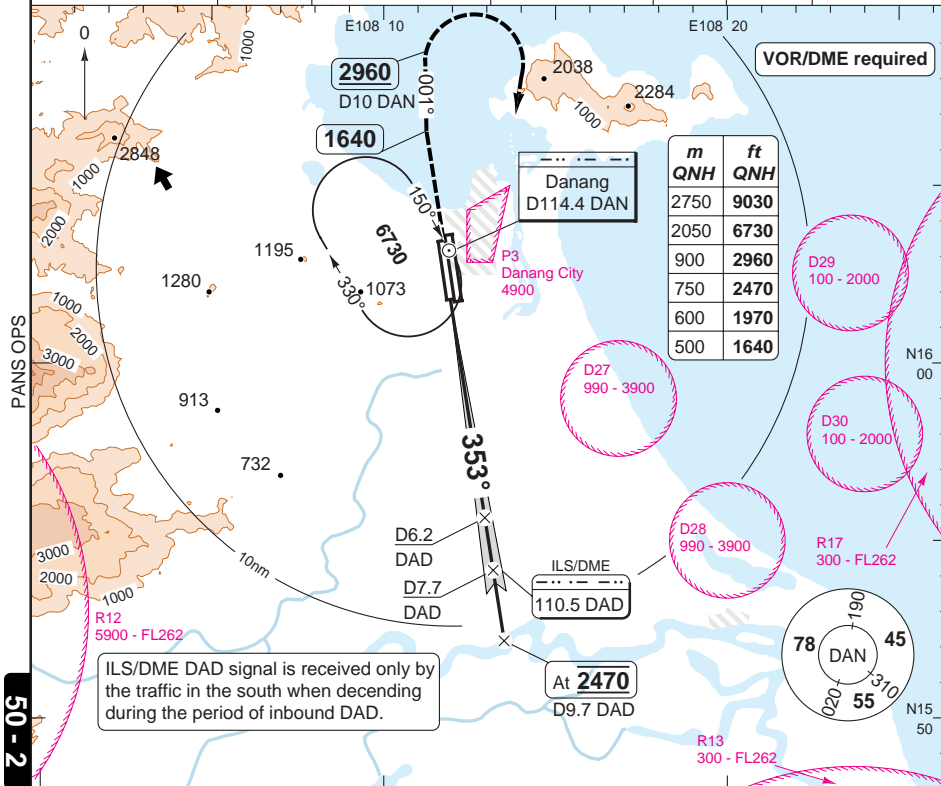 E108 10
E108 20
0
1000
VOR/DME required
2960
D10 DAN
001°
2038
2284
1000
1640
2848
1000
2000
m
QNH
ft
QNH
2750 9030
2050 6730
900 2960
750 2470
600 1970
500 1640
Danang
D114.4 DAN
150°
6730
330°
P3
Danang City
4900
1195
1280
1073
D29
100 - 2000
1000
2000
3000
PANS OPS
N16
00
D27
990 - 3900
913
D30
100 - 2000
353°
732
D6.2
DAD
D28
990 - 3900
R17
300 - FL262
10nm
3000
2000
1000
D7.7
DAD
ILS/DME
110.5 DAD
R12
5900 - FL262
190
78
DAN
45
310
020
55
ILS/DME DAD signal is received only by
the traffic in the south when decending
during the period of inbound DAD.
At 2470
D9.7 DAD
N15
50
50 - 2
R13
300 - FL262